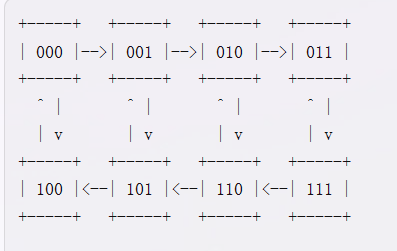 +-----+   +-----+   +-----+   +-----+
| 000 |-->| 001 |-->| 010 |-->| 011 |
+-----+   +-----+   +-----+   +-----+
  ^ |       ^ |       ^ |       ^ |
  | v       | v       | v       | v
+-----+   +-----+   +-----+   +-----+
| 100 |<--| 101 |<--| 110 |<--| 111 |
+-----+   +-----+   +-----+   +-----+